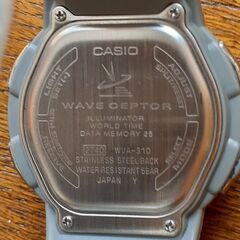 CASIO
WAVE CEPTOR
ILLUMINATOR
WORLD TIME
DATA MEMORY 25
2740 WVA-310
STAINLESS STEEL BACK
WATER RESISTANT 5BAR
JAPAN Y
LIGHT
ADJUST
RECEIVE
MODE